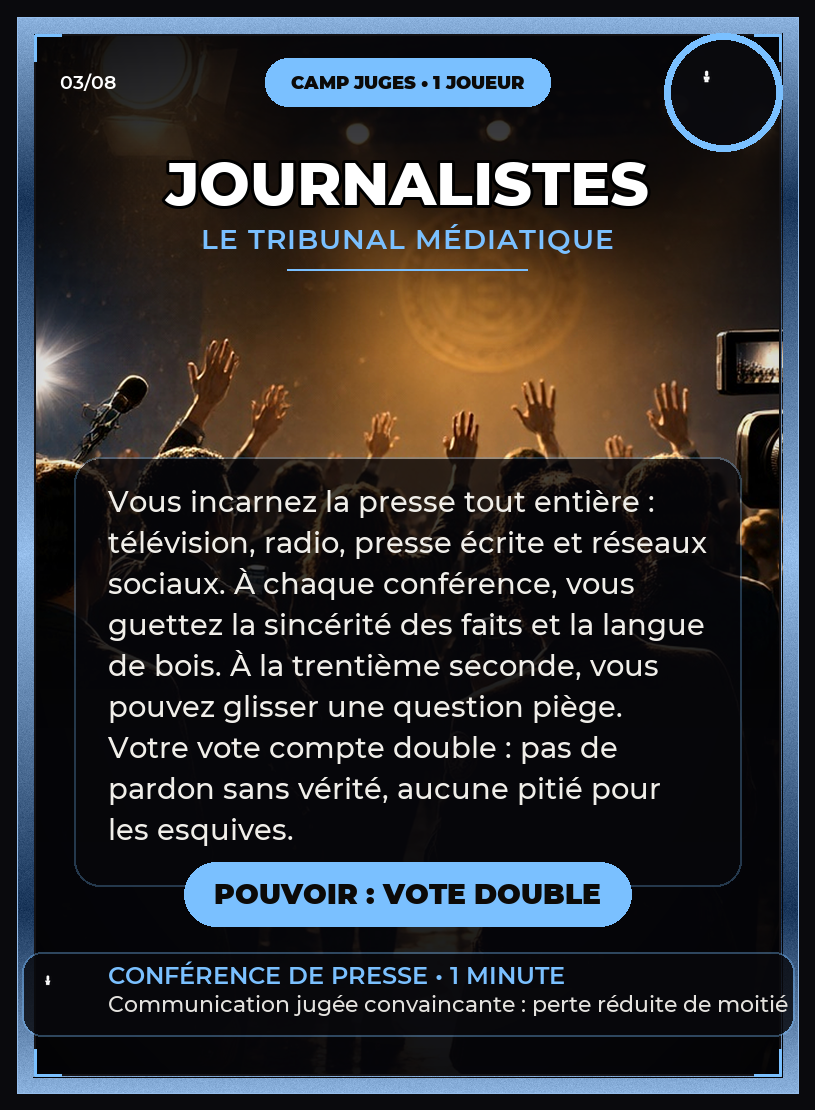 03/08
CAMP JUGES • 1 JOUEUR
JOURNALISTES
LE TRIBUNAL MÉDIATIQUE
Vous incarnez la presse tout entière :
télévision, radio, presse écrite et réseaux
sociaux. À chaque conférence, vous
guettez la sincérité des faits et la langue
de bois. À la trentième seconde, vous
pouvez glisser une question piège.
Votre vote compte double : pas de
pardon sans vérité, aucune pitié pour
les esquives.
POUVOIR : VOTE DOUBLE
CONFÉRENCE DE PRESSE • 1 MINUTE
Communication jugée convaincante : perte réduite de moitié